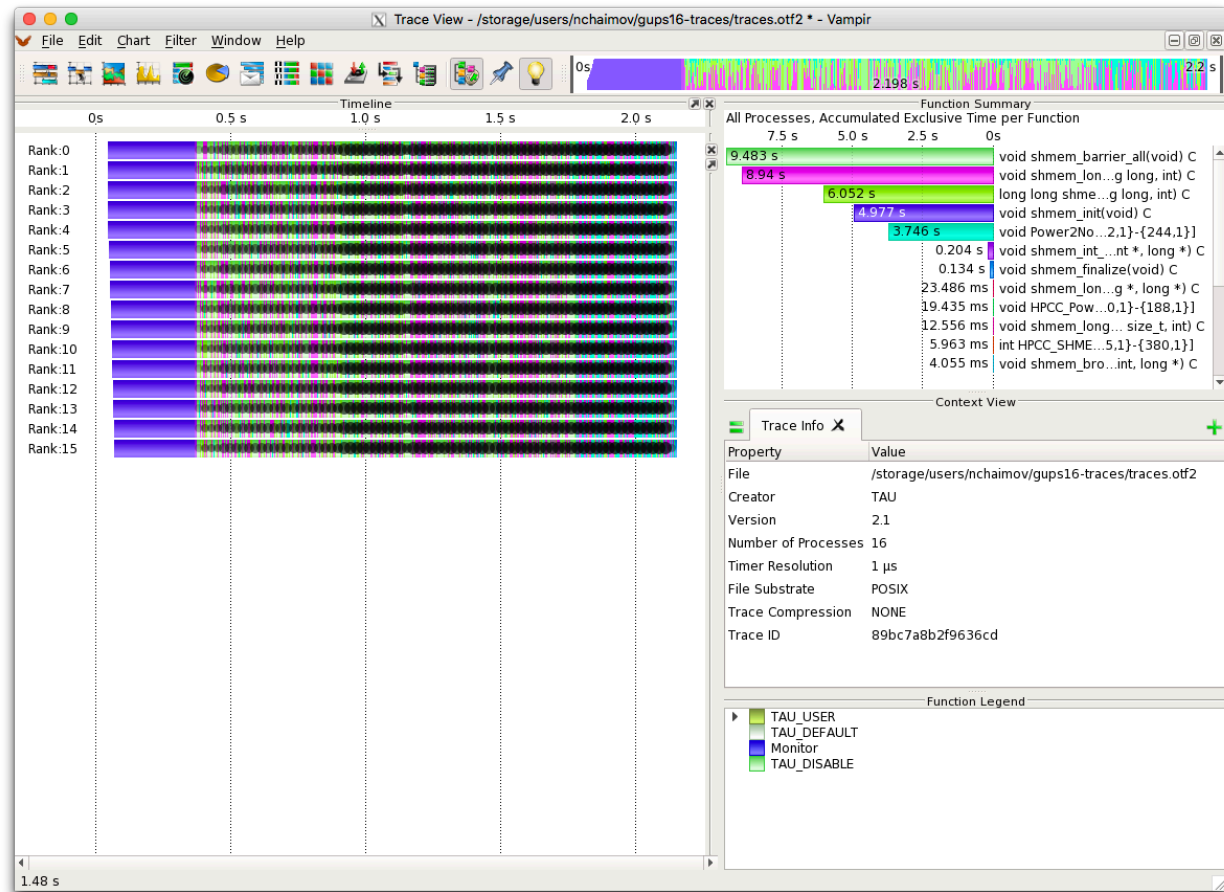 Trace View - /storage/users/nchaimov/gups16-traces/traces.otf2 * - Vampir
File Edit Chart Filter Window Help
0s 2.2 s
2.198 s
Timeline
0s 0.5 s 1.0 s 1.5 s 2.0 s
Rank:0
Rank:1
Rank:2
Rank:3
Rank:4
Rank:5
Rank:6
Rank:7
Rank:8
Rank:9
Rank:10
Rank:11
Rank:12
Rank:13
Rank:14
Rank:15
1.48 s
Function Summary
All Processes, Accumulated Exclusive Time per Function
7.5 s 5.0 s 2.5 s 0s
9.483 s void shmem_barrier_all(void) C
8.94 s void shmem_lon...g long, int) C
6.052 s long long shme...g long, int) C
4.977 s void shmem_init(void) C
3.746 s void Power2No...2,1}-{244,1}]
0.204 s void shmem_int_...nt *, long *) C
0.134 s void shmem_finalize(void) C
23.486 ms void shmem_lon...g *, long *) C
19.435 ms void HPCC_Pow...0,1}-{188,1}]
12.556 ms void shmem_long... size_t, int) C
5.963 ms int HPCC_SHME...5,1}-{380,1}]
4.055 ms void shmem_bro...int, long *) C
Context View
Trace Info
Property Value
File /storage/users/nchaimov/gups16-traces/traces.otf2
Creator TAU
Version 2.1
Number of Processes 16
Timer Resolution 1 µs
File Substrate POSIX
Trace Compression NONE
Trace ID 89bc7a8b2f9636cd
Function Legend
TAU_USER
TAU_DEFAULT
Monitor
TAU_DISABLE